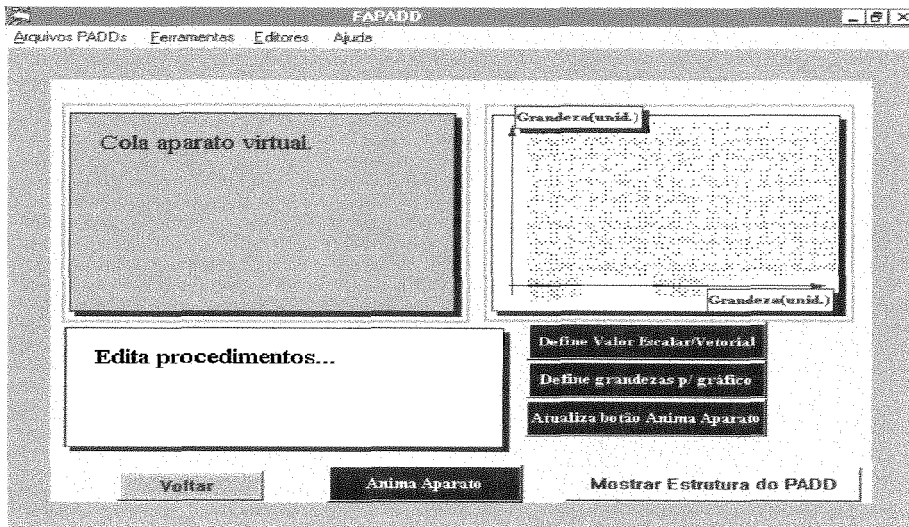 FAPADD
Arquivos PADDs Ferramentas Editores Ajuda
Cola aparato virtual.
Grandeza(unid.)
Grandeza(unid.)
Edita procedimentos...
Define Valor Escalar/Vetorial
Define grandezas p/ gráfico
Atualiza botão Anima Aparato
Voltar
Anima Aparato
Mostrar Estrutura do PADD